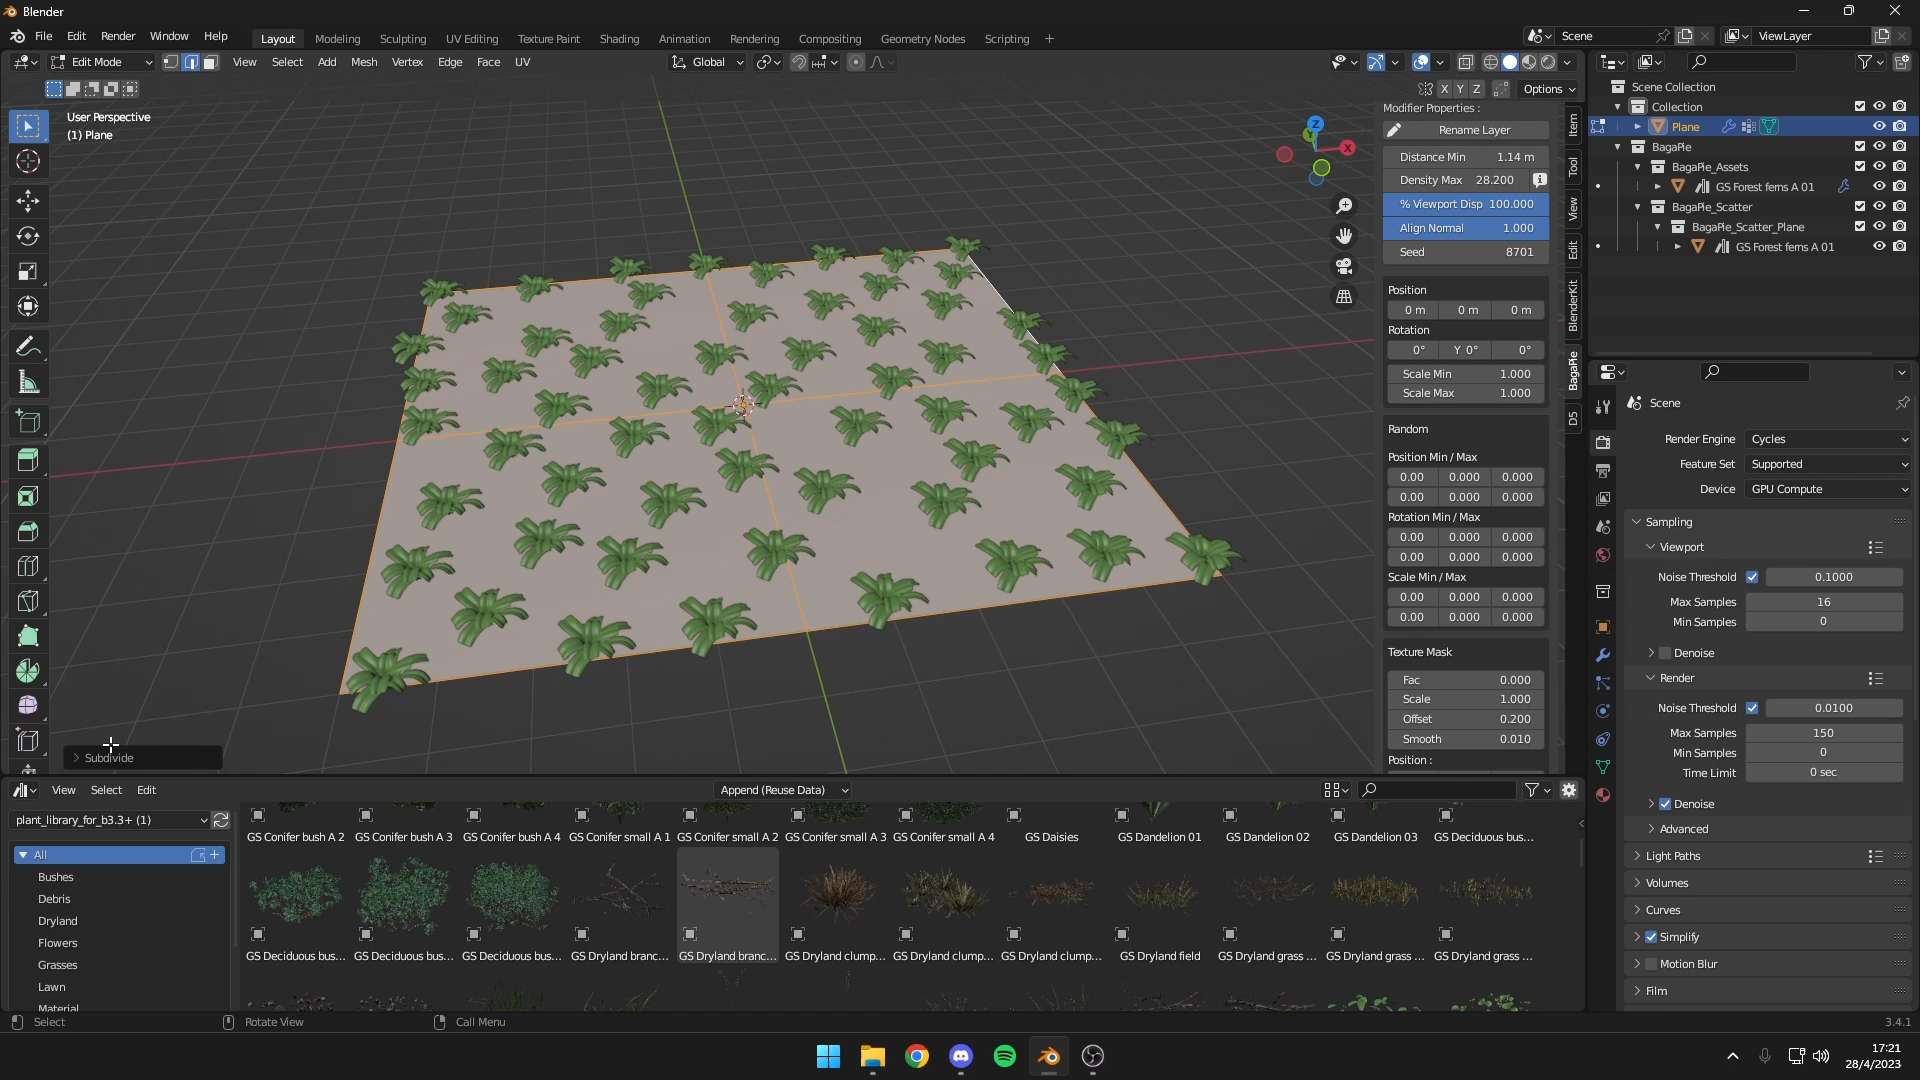 Blender
File Edit Render Window Help Layout Modeling Sculpting UV Editing Texture Paint Shading Animation Rendering Compositing Geometry Nodes Scripting + Scene ViewLayer
Edit Mode View Select Add Mesh Vertex Edge Face UV Global
X Y Z Options
User Perspective
(1) Plane
Modifier Properties :
Rename Layer
Distance Min 1.14 m
Density Max 28.200
% Viewport Disp 100.000
Align Normal 1.000
Seed 8701
Position
0 m 0 m 0 m
Rotation
0° Y 0° 0°
Scale Min 1.000
Scale Max 1.000
Random
Position Min / Max
0.00 0.000 0.000
0.00 0.000 0.000
Rotation Min / Max
0.00 0.000 0.000
0.00 0.000 0.000
Scale Min / Max
0.00 0.000 0.000
0.00 0.000 0.000
Texture Mask
Fac 0.000
Scale 1.000
Offset 0.200
Smooth 0.010
Position :
Item
Tool
View
Edit
BlenderKit
BagaPie
D5
Z
Y
X
Subdivide
Scene Collection
Collection
Plane
BagaPie
BagaPie_Assets
GS Forest ferns A 01
BagaPie_Scatter
BagaPie_Scatter_Plane
GS Forest ferns A 01
Scene
Render Engine Cycles
Feature Set Supported
Device GPU Compute
Sampling
Viewport
Noise Threshold 0.1000
Max Samples 16
Min Samples 0
Denoise
Render
Noise Threshold 0.0100
Max Samples 150
Min Samples 0
Time Limit 0 sec
Denoise
Advanced
Light Paths
Volumes
Curves
Simplify
Motion Blur
Film
View Select Edit Append (Reuse Data)
plant_library_for_b3.3+ (1)
All
Bushes
Debris
Dryland
Flowers
Grasses
Lawn
Material
GS Conifer bush A 2 GS Conifer bush A 3 GS Conifer bush A 4 GS Conifer small A 1 GS Conifer small A 2 GS Conifer small A 3 GS Conifer small A 4 GS Daisies GS Dandelion 01 GS Dandelion 02 GS Dandelion 03 GS Deciduous bus...
GS Deciduous bus... GS Deciduous bus... GS Deciduous bus... GS Dryland branc... GS Dryland branc... GS Dryland clump... GS Dryland clump... GS Dryland clump... GS Dryland field GS Dryland grass ... GS Dryland grass ... GS Dryland grass ...
Select Rotate View Call Menu 3.4.1
17:21
28/4/2023